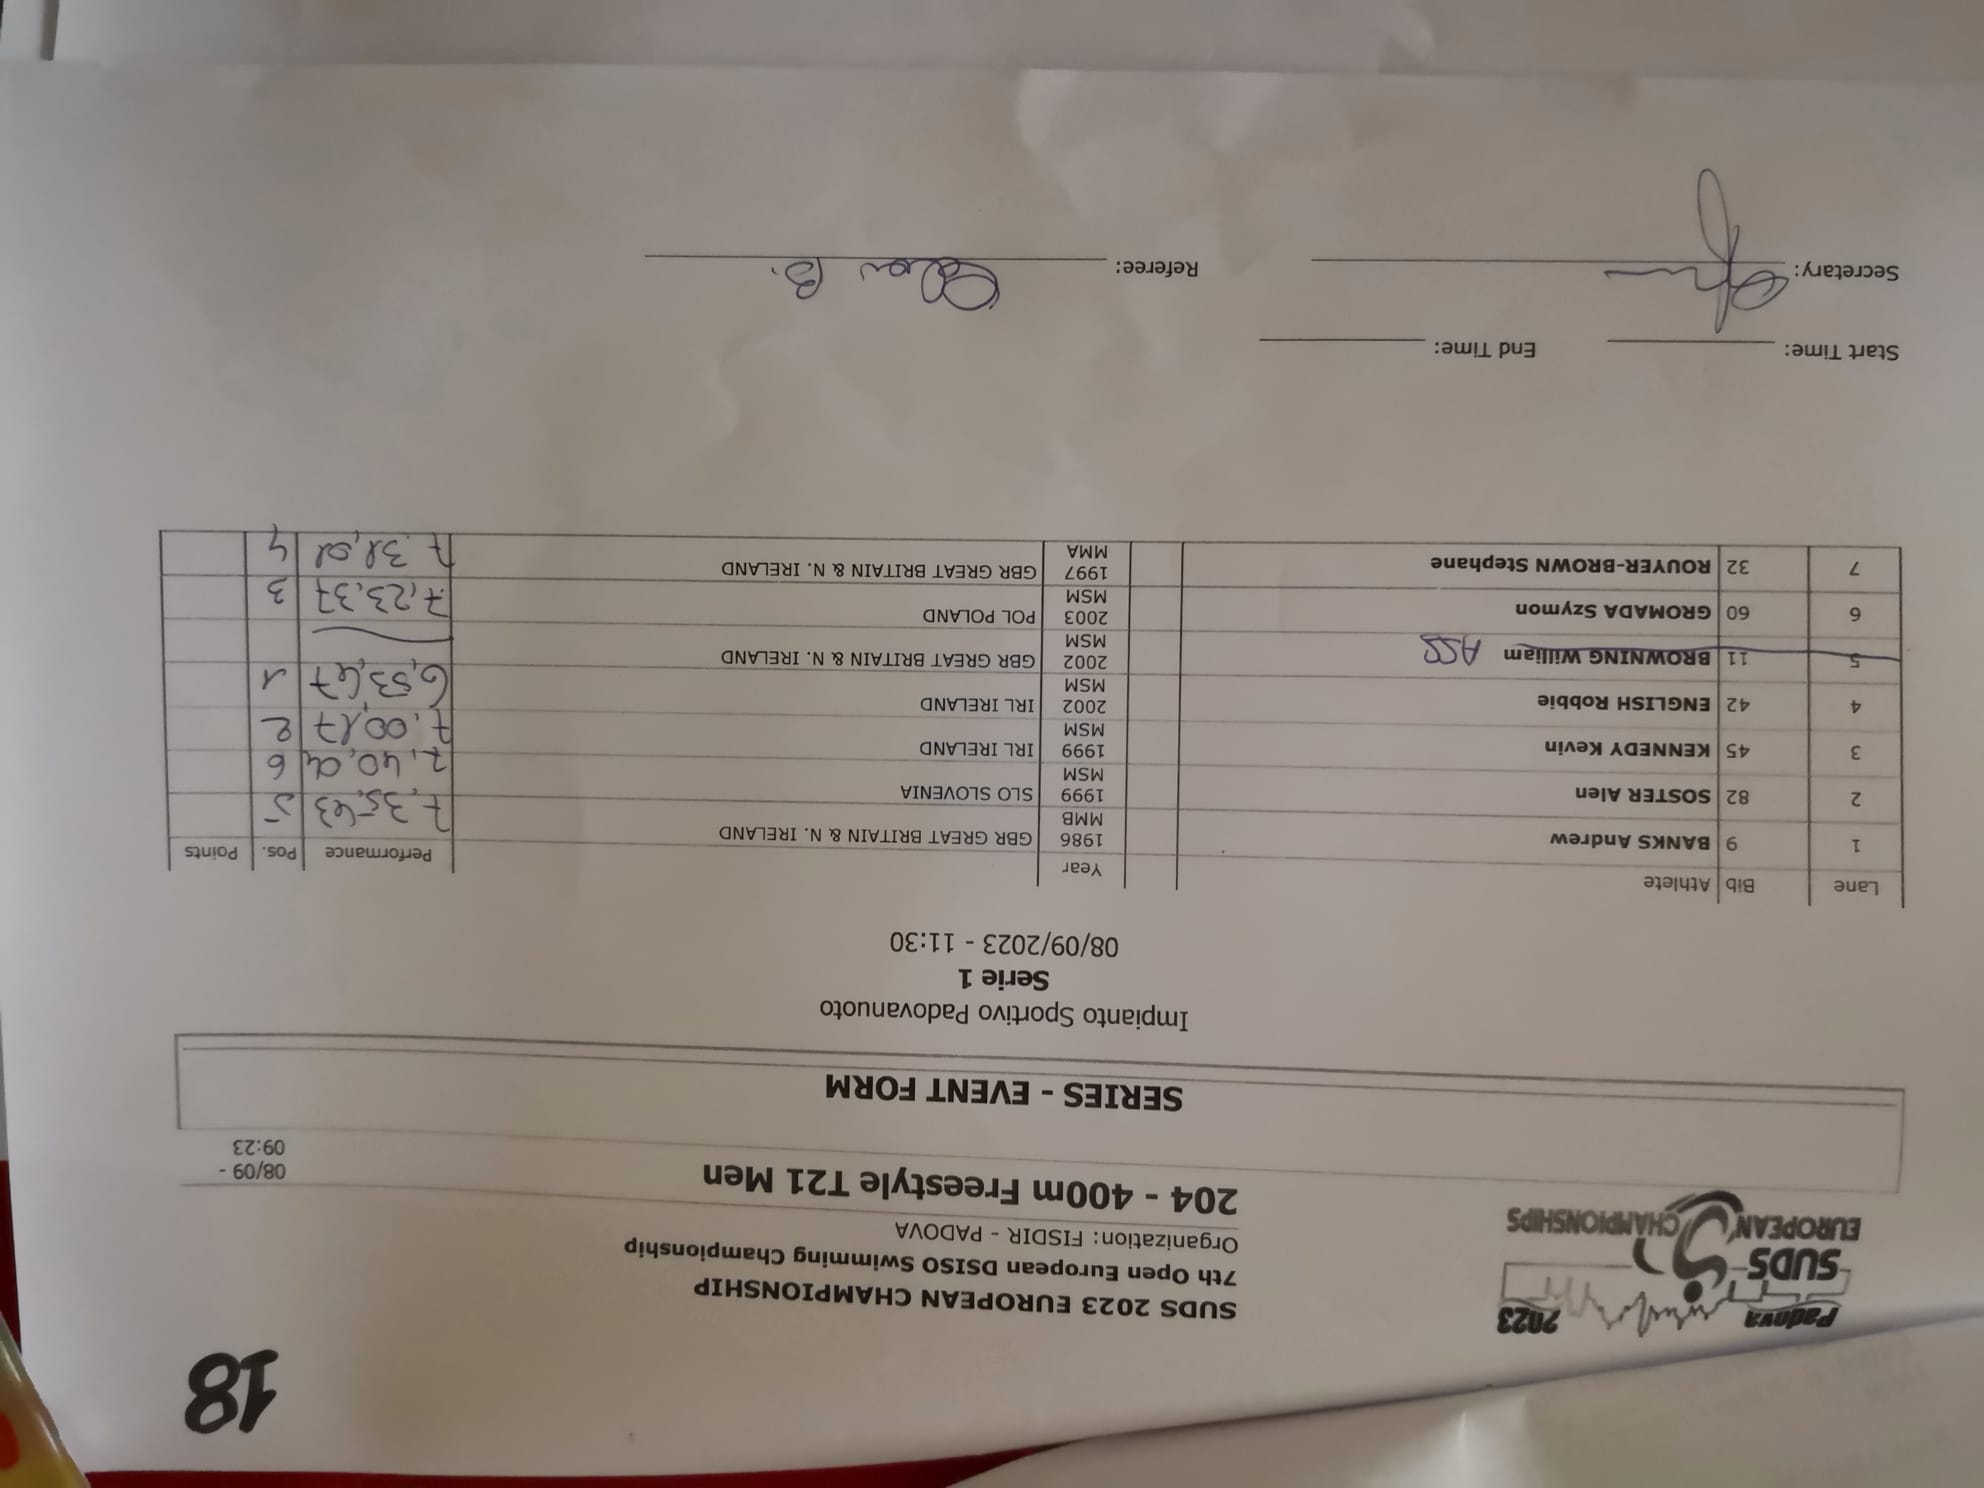 18
Padova 2023
SUDS
EUROPEAN CHAMPIONSHIPS
SUDS 2023 EUROPEAN CHAMPIONSHIP
7th Open European DSISO Swimming Championship
Organization: FISDIR - PADOVA
204 - 400m Freestyle T21 Men
08/09 -
09:23
SERIES - EVENT FORM
Impianto Sportivo Padovanuoto
Serie 1
08/09/2023 - 11:30
Lane Bib Athlete Year Performance Pos. Points
1 9 BANKS Andrew 1986 MMB GBR GREAT BRITAIN & N. IRELAND 7,35,63 5
2 82 SOSTER Alen 1999 MSM SLO SLOVENIA 6
3 45 KENNEDY Kevin 1999 MSM IRL IRELAND 7,00,17 2
4 42 ENGLISH Robbie 2002 MSM IRL IRELAND 6,53,67 1
5 11 BROWNING William ASS 2002 MSM GBR GREAT BRITAIN & N. IRELAND
6 60 GROMADA Szymon 2003 MSM POL POLAND 7,23,37 3
7 32 ROUYER-BROWN Stephane 1997 MMA GBR GREAT BRITAIN & N. IRELAND 4
Start Time: End Time:
Secretary: Referee: